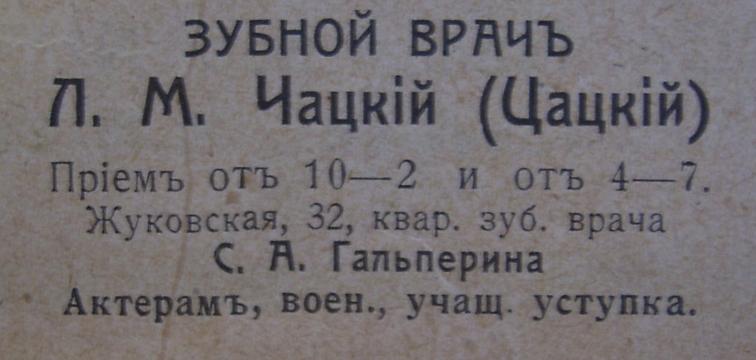 ЗУБНОЙ ВРАЧЪ
Л. М. Чацкій (Цацкій)
Пріемъ отъ 10—2 и отъ 4—7.
Жуковская, 32, квар. зуб. врача
С. А. Гальперина
Актерамъ, воен., учащ. уступка.